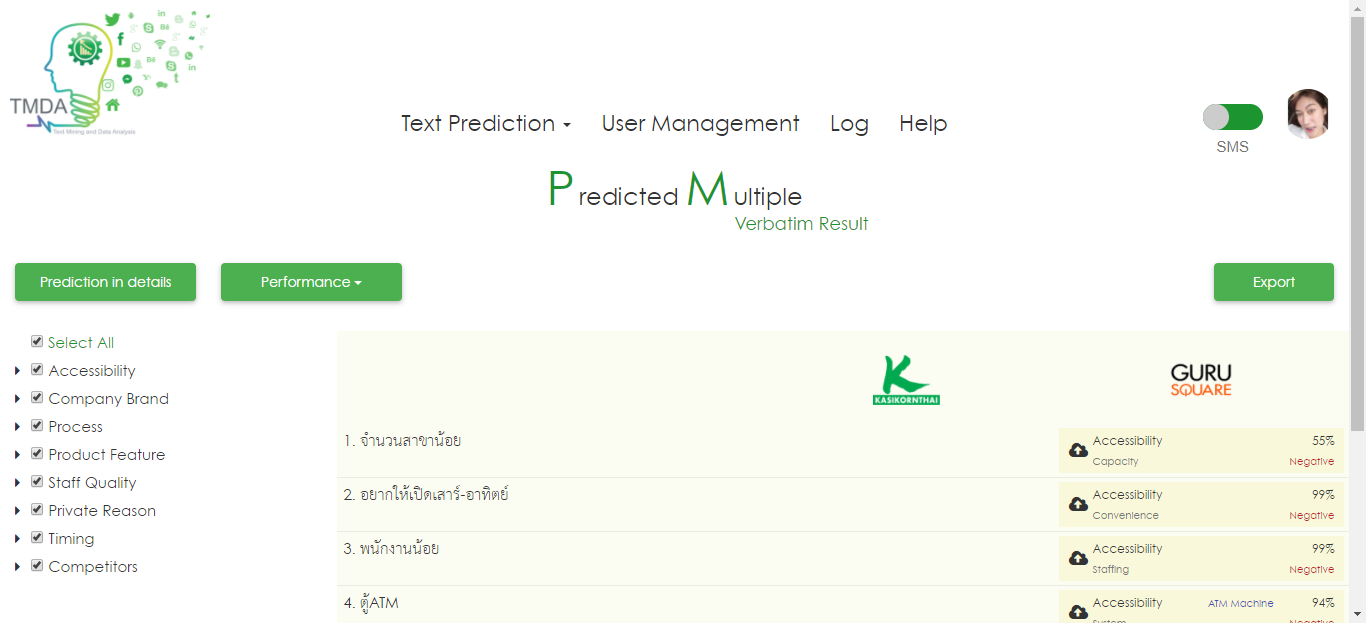 TMDA
Text Mining and Data Analysis
Text Prediction
User Management
Log
Help
SMS
Predicted Multiple
Verbatim Result
Prediction in details
Performance
Export
Select All
Accessibility
Company Brand
Process
Product Feature
Staff Quality
Private Reason
Timing
Competitors
KASIKORNTHAI
GURU
SQUARE
1. จำนวนสาขาน้อย
Accessibility 55%
Capacity Negative
2. อยากให้เปิดเสาร์-อาทิตย์
Accessibility 99%
Convenience Negative
3. พนักงานน้อย
Accessibility 99%
Staffing Negative
4. ตู้ATM
Accessibility ATM Machine 94%
System Negative